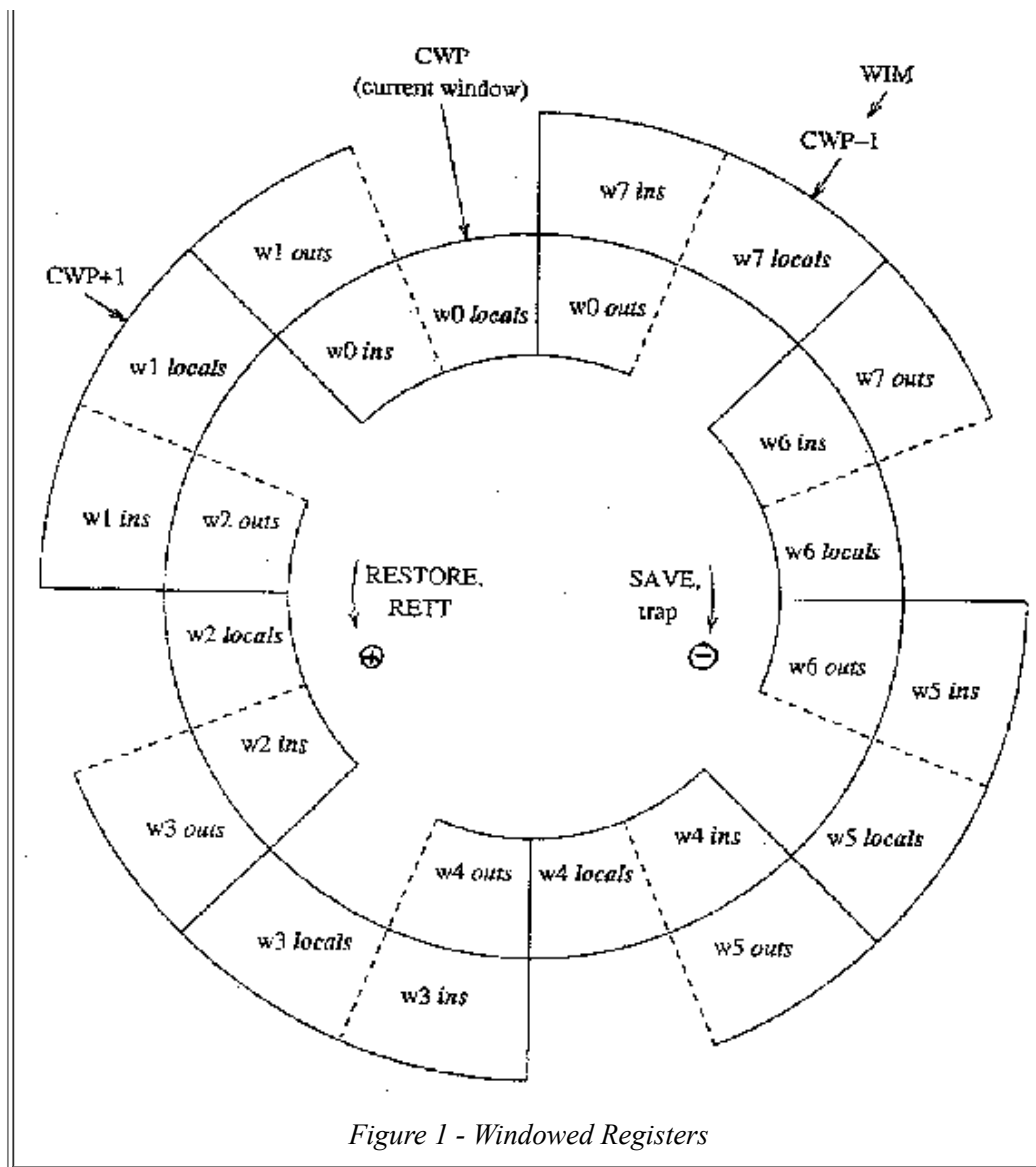 CWP
(current window)
WIM
CWP-1
w7 ins
w1 outs
w7 locals
CWP+1
w0 locals
w0 outs
w0 ins
w1 locals
w7 outs
w6 ins
w1 ins
w2 outs
w6 locals
RESTORE,
RETT
SAVE,
trap
+
−
w2 locals
w6 outs
w5 ins
w2 ins
w3 outs
w4 ins
w5 locals
w4 outs
w4 locals
w3 locals
w5 outs
w3 ins
Figure 1 - Windowed Registers